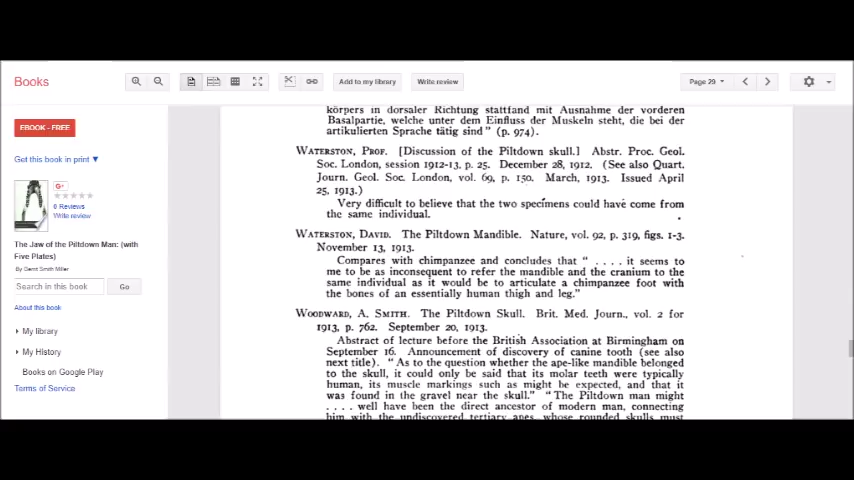 Books
Add to my library
Write review
Page 29
EBOOK - FREE
Get this book in print ▼
G+
0 Reviews
Write review
The Jaw of the Piltdown Man: (with
Five Plates)
By Gerrit Smith Miller
Search in this book
Go
About this book
My library
My History
Books on Google Play
Terms of Service
körpers in dorsaler Richtung stattfand mit Ausnahme der vorderen
Basalpartie, welche unter dem Einfluss der Muskeln steht, die bei der
artikulierten Sprache tätig sind" (p. 974).
WATERSTON, PROF. [Discussion of the Piltdown skull.] Abstr. Proc. Geol.
Soc. London, session 1912-13, p. 25. December 28, 1912. (See also Quart.
Journ. Geol. Soc. London, vol. 69, p. 150. March, 1913. Issued April
25, 1913.)
Very difficult to believe that the two specimens could have come from
the same individual.
WATERSTON, DAVID. The Piltdown Mandible. Nature, vol. 92, p. 319, figs. 1-3.
November 13, 1913.
Compares with chimpanzee and concludes that " . . . . it seems to
me to be as inconsequent to refer the mandible and the cranium to the
same individual as it would be to articulate a chimpanzee foot with
the bones of an essentially human thigh and leg."
WOODWARD, A. SMITH. The Piltdown Skull. Brit. Med. Journ., vol. 2 for
1913, p. 762. September 20, 1913.
Abstract of lecture before the British Association at Birmingham on
September 16. Announcement of discovery of canine tooth (see also
next title). " As to the question whether the ape-like mandible belonged
to the skull, it could only be said that its molar teeth were typically
human, its muscle markings such as might be expected, and that it
was found in the gravel near the skull." " The Piltdown man might
. . . . well have been the direct ancestor of modern man, connecting
him with the undiscovered tertiary apes, whose rounded skulls must